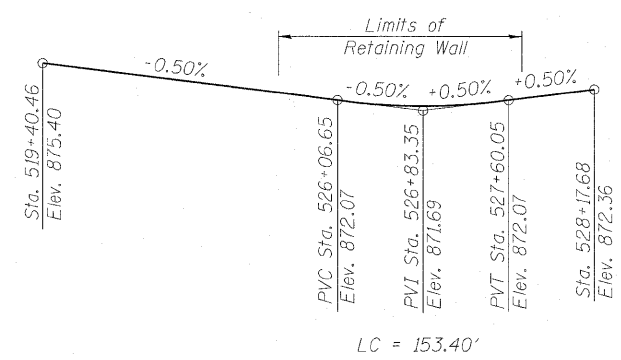 Limits of
Retaining Wall
-0.50%
-0.50%
+0.50%
+0.50%
Sta. 519+40.46
Elev. 875.40
PVC Sta. 526+06.65
Elev. 872.07
PVI Sta. 526+83.35
Elev. 871.69
PVT Sta. 527+60.05
Elev. 872.07
Sta. 528+17.68
Elev. 872.36
LC = 153.40'